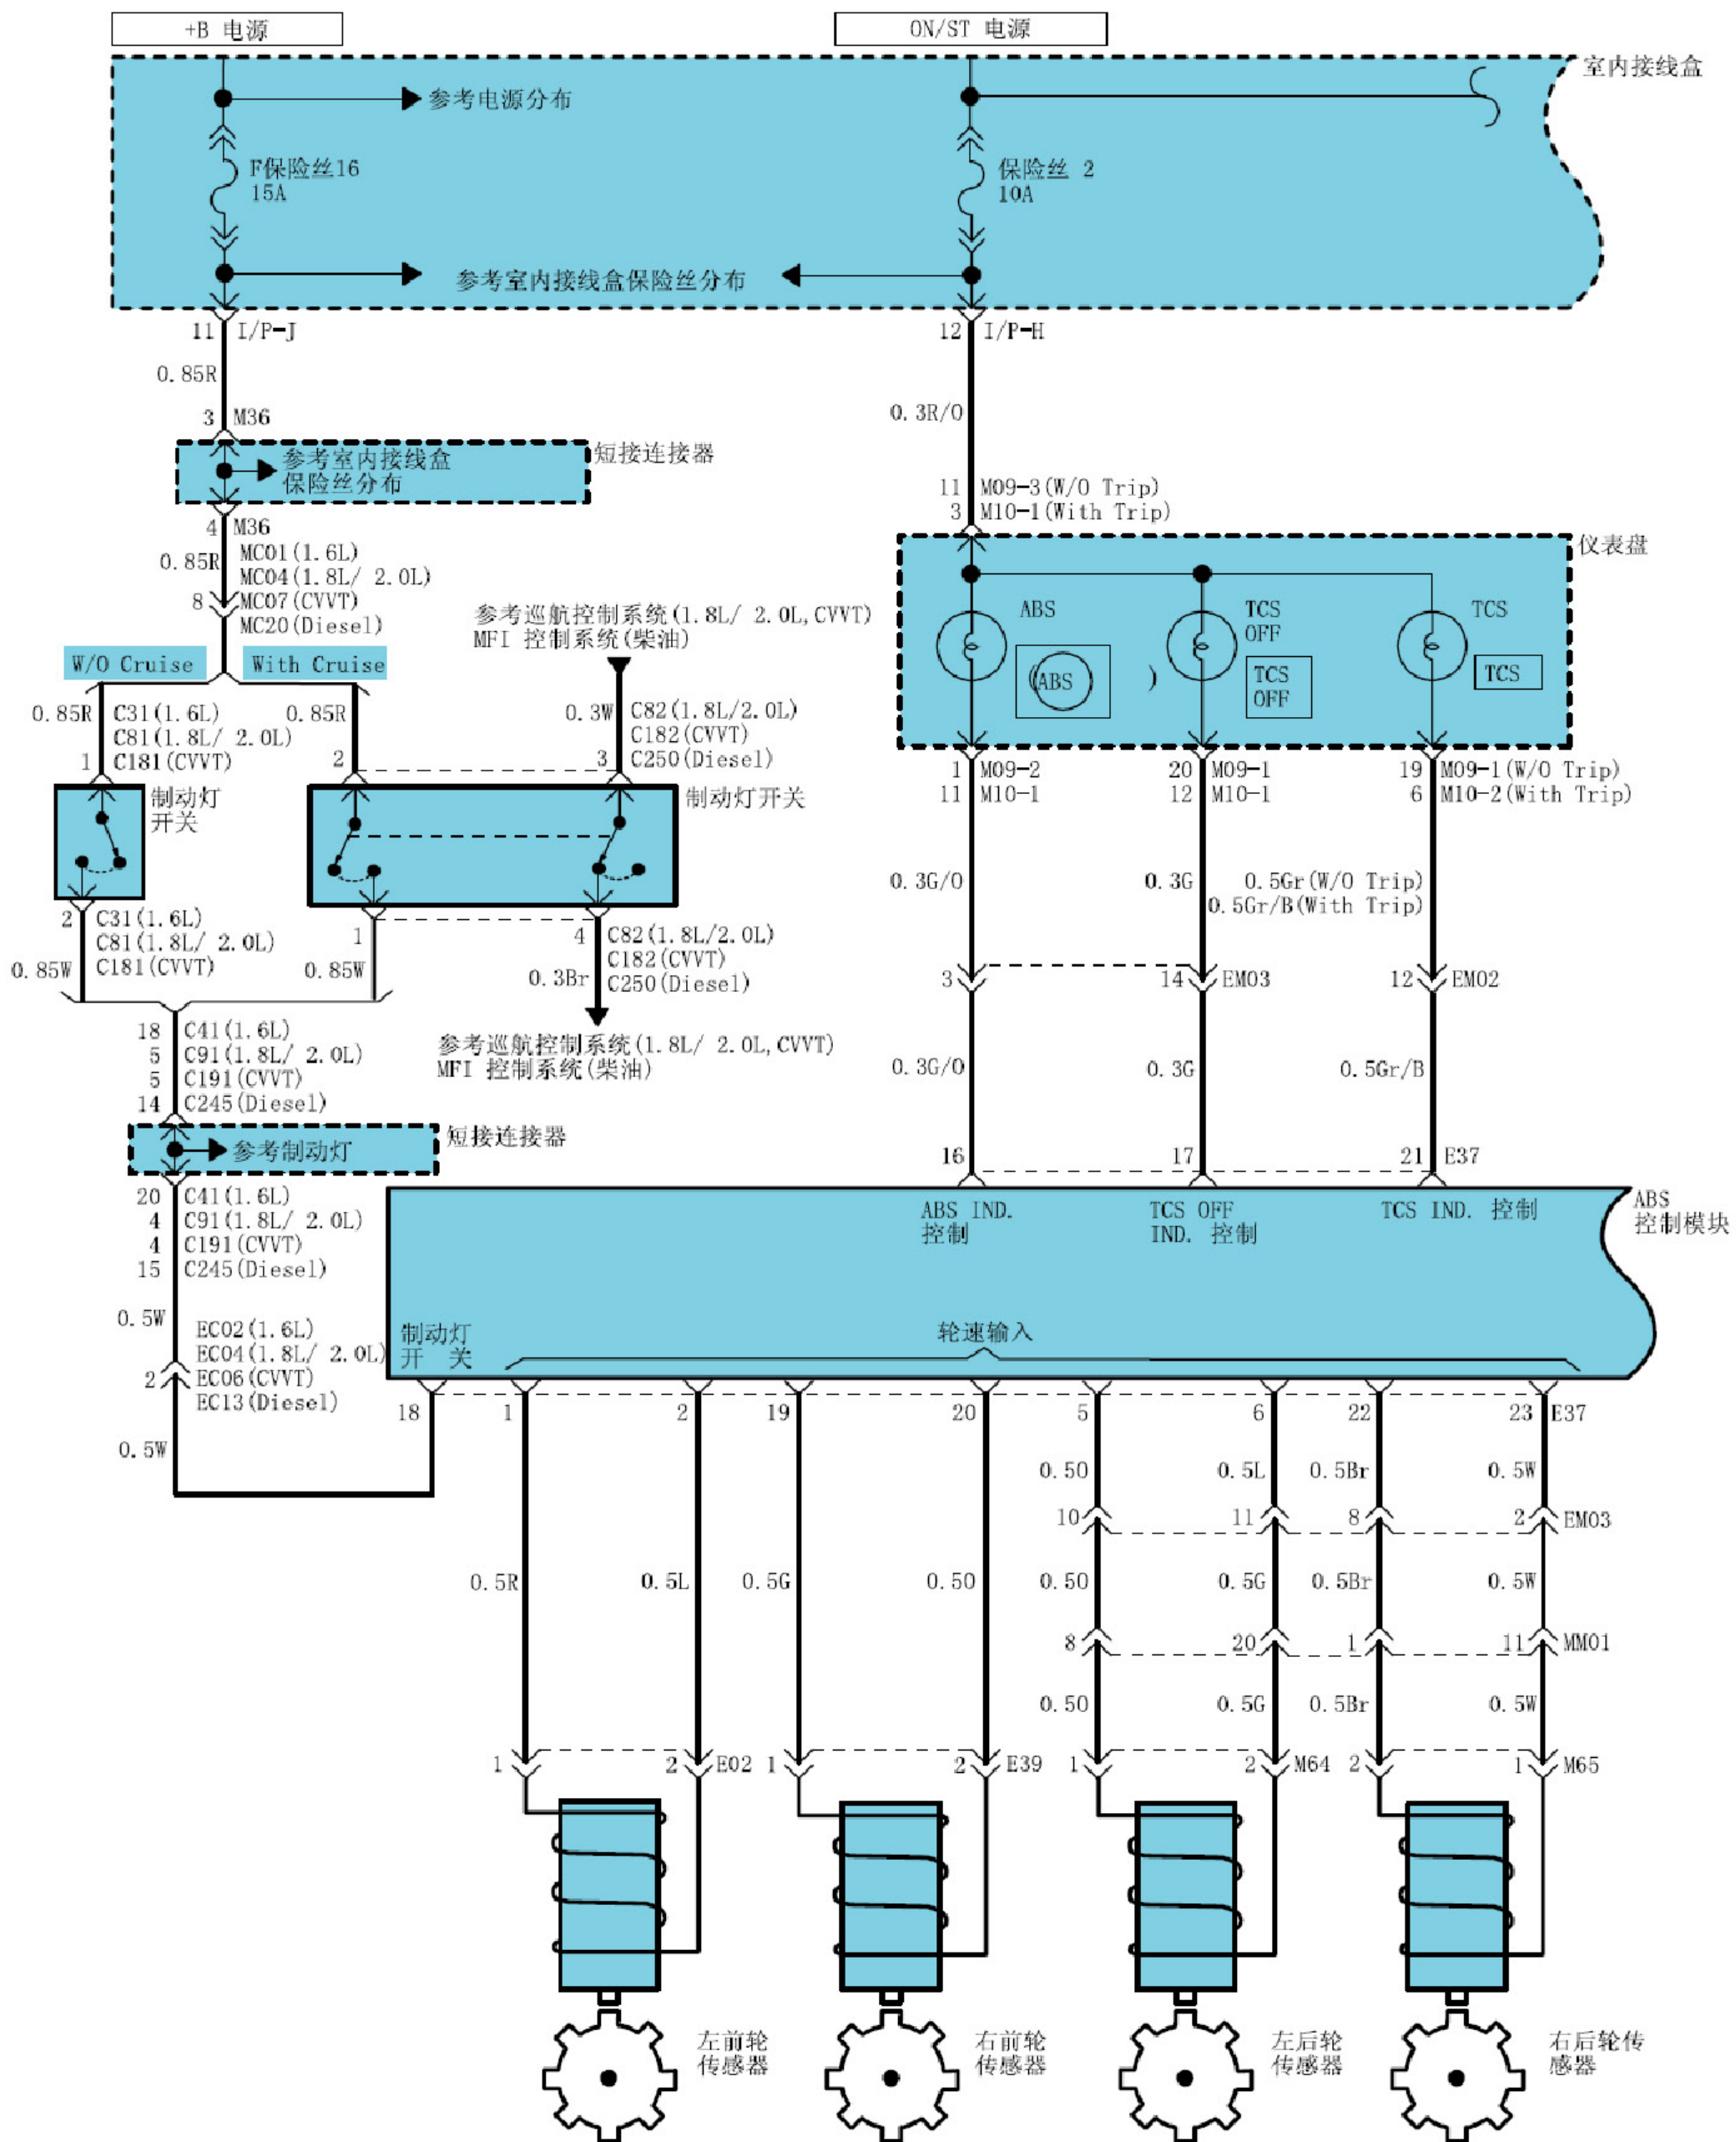 +B 电源
ON/ST 电源
室内接线盒
参考电源分布
F保险丝16
15A
保险丝 2
10A
参考室内接线盒保险丝分布
11 I/P-J
12 I/P-H
0.85R
0.3R/O
3 M36
短接连接器
参考室内接线盒
保险丝分布
4 M36
0.85R
MC01(1.6L)
MC04(1.8L/ 2.0L)
8 MC07(CVVT)
MC20(Diesel)
11 M09-3(W/O Trip)
3 M10-1(With Trip)
仪表盘
ABS
TCS
OFF
TCS
(ABS )
TCS
OFF
TCS
参考巡航控制系统(1.8L/ 2.0L,CVVT)
MFI 控制系统(柴油)
W/O Cruise
With Cruise
0.85R
C31(1.6L)
C81(1.8L/ 2.0L)
1 C181(CVVT)
0.85R
2
0.3W
C82(1.8L/2.0L)
C182(CVVT)
3 C250(Diesel)
制动灯
开关
制动灯开关
1 M09-2
11 M10-1
20 M09-1
12 M10-1
19 M09-1(W/O Trip)
6 M10-2(With Trip)
0.3G/O
0.3G
0.5Gr(W/O Trip)
0.5Gr/B(With Trip)
2 C31(1.6L)
C81(1.8L/ 2.0L)
C181(CVVT)
0.85W
1
0.85W
4 C82(1.8L/2.0L)
C182(CVVT)
C250(Diesel)
0.3Br
3
14 EM03
12 EM02
参考巡航控制系统(1.8L/ 2.0L,CVVT)
MFI 控制系统(柴油)
18 C41(1.6L)
5 C91(1.8L/ 2.0L)
5 C191(CVVT)
14 C245(Diesel)
0.3G/O
0.3G
0.5Gr/B
短接连接器
参考制动灯
16
17
21 E37
20 C41(1.6L)
4 C91(1.8L/ 2.0L)
4 C191(CVVT)
15 C245(Diesel)
ABS IND.
控制
TCS OFF
IND. 控制
TCS IND. 控制
ABS
控制模块
0.5W
EC02(1.6L)
EC04(1.8L/ 2.0L)
2 EC06(CVVT)
EC13(Diesel)
制动灯
开 关
轮速输入
0.5W
18
1
2
19
20
5
6
22
23 E37
0.5O
0.5L
0.5Br
0.5W
10
11
8
2 EM03
0.5R
0.5L
0.5G
0.5O
0.5O
0.5G
0.5Br
0.5W
8
20
1
11 MM01
0.5O
0.5G
0.5Br
0.5W
1
2 E02
1
2 E39
1
2 M64
2
1 M65
左前轮
传感器
右前轮
传感器
左后轮
传感器
右后轮传
感器